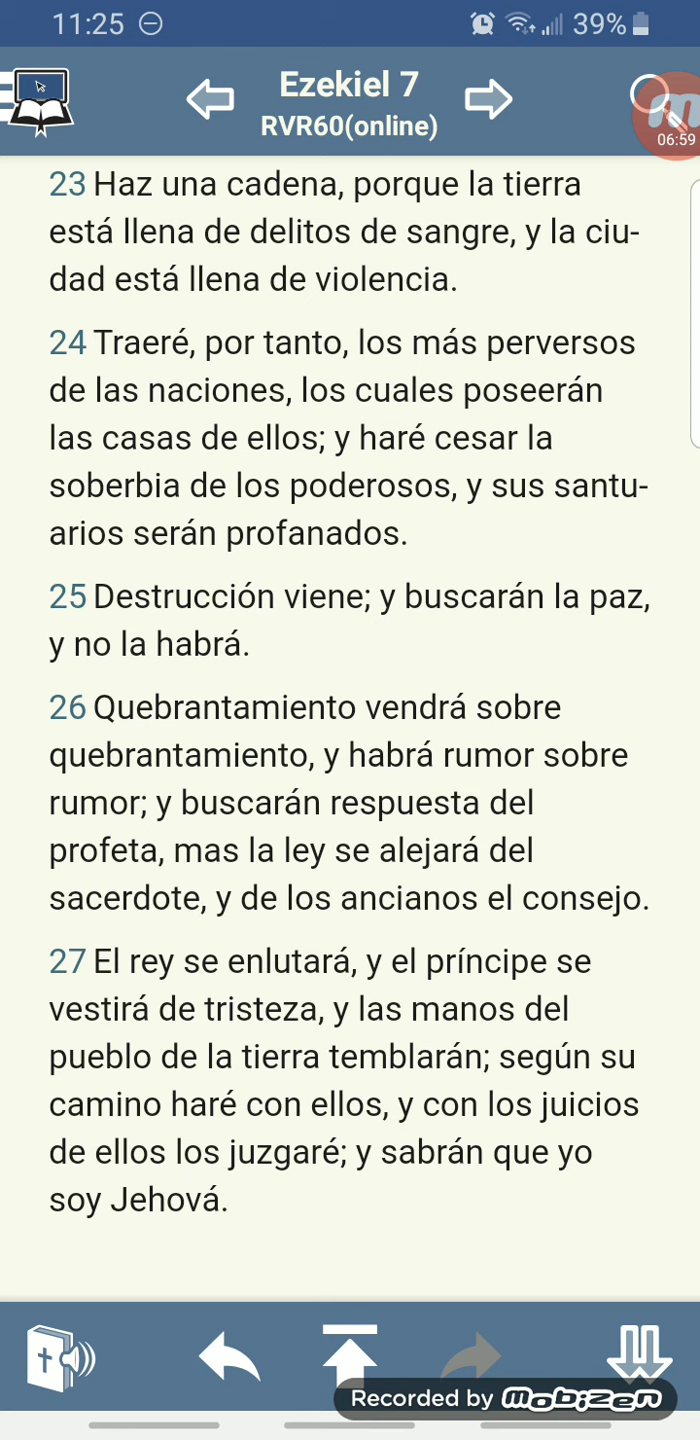 11:25
39%
Ezekiel 7
RVR60(online)
06:59
23 Haz una cadena, porque la tierra
está llena de delitos de sangre, y la ciu-
dad está llena de violencia.
24 Traeré, por tanto, los más perversos
de las naciones, los cuales poseerán
las casas de ellos; y haré cesar la
soberbia de los poderosos, y sus santu-
arios serán profanados.
25 Destrucción viene; y buscarán la paz,
y no la habrá.
26 Quebrantamiento vendrá sobre
quebrantamiento, y habrá rumor sobre
rumor; y buscarán respuesta del
profeta, mas la ley se alejará del
sacerdote, y de los ancianos el consejo.
27 El rey se enlutará, y el príncipe se
vestirá de tristeza, y las manos del
pueblo de la tierra temblarán; según su
camino haré con ellos, y con los juicios
de ellos los juzgaré; y sabrán que yo
soy Jehová.
Recorded by Mobizen